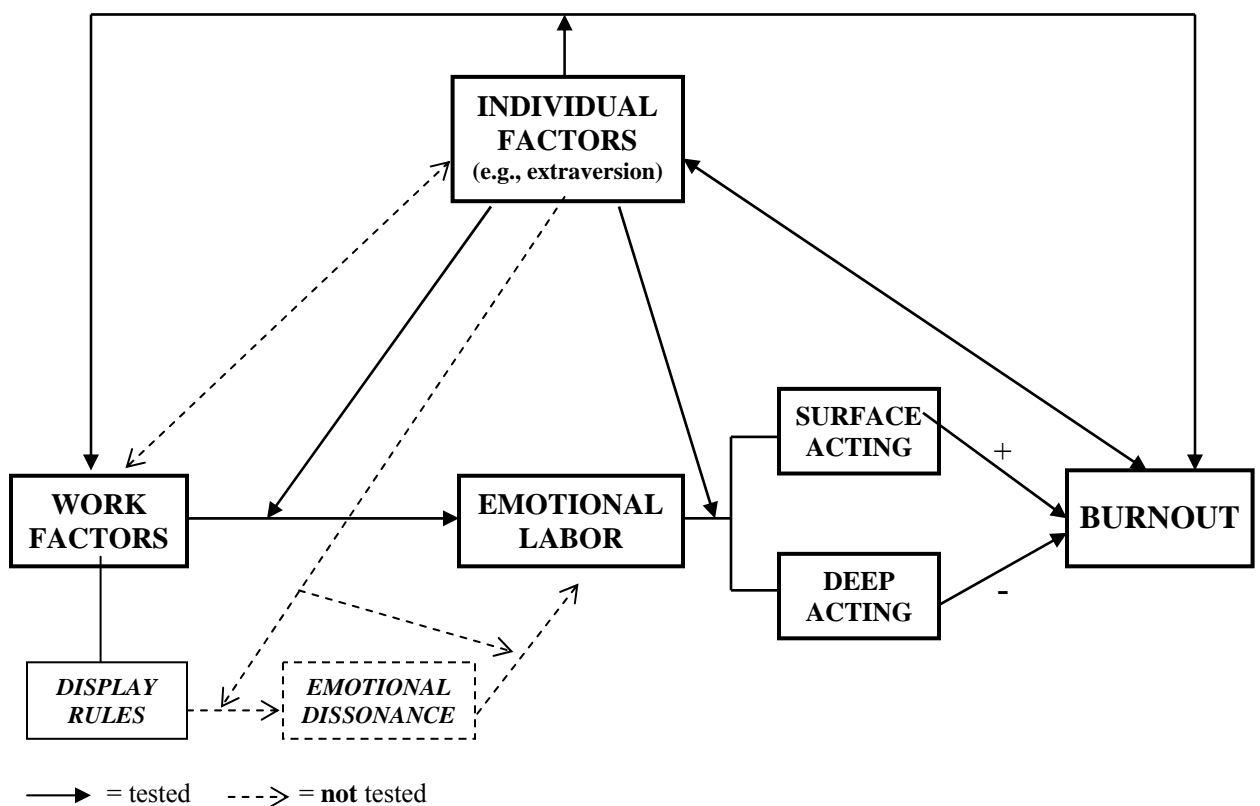 INDIVIDUAL
FACTORS
(e.g., extraversion)
SURFACE
ACTING
+
WORK
FACTORS
EMOTIONAL
LABOR
BURNOUT
DEEP
ACTING
-
DISPLAY
RULES
EMOTIONAL
DISSONANCE
= tested
= not tested